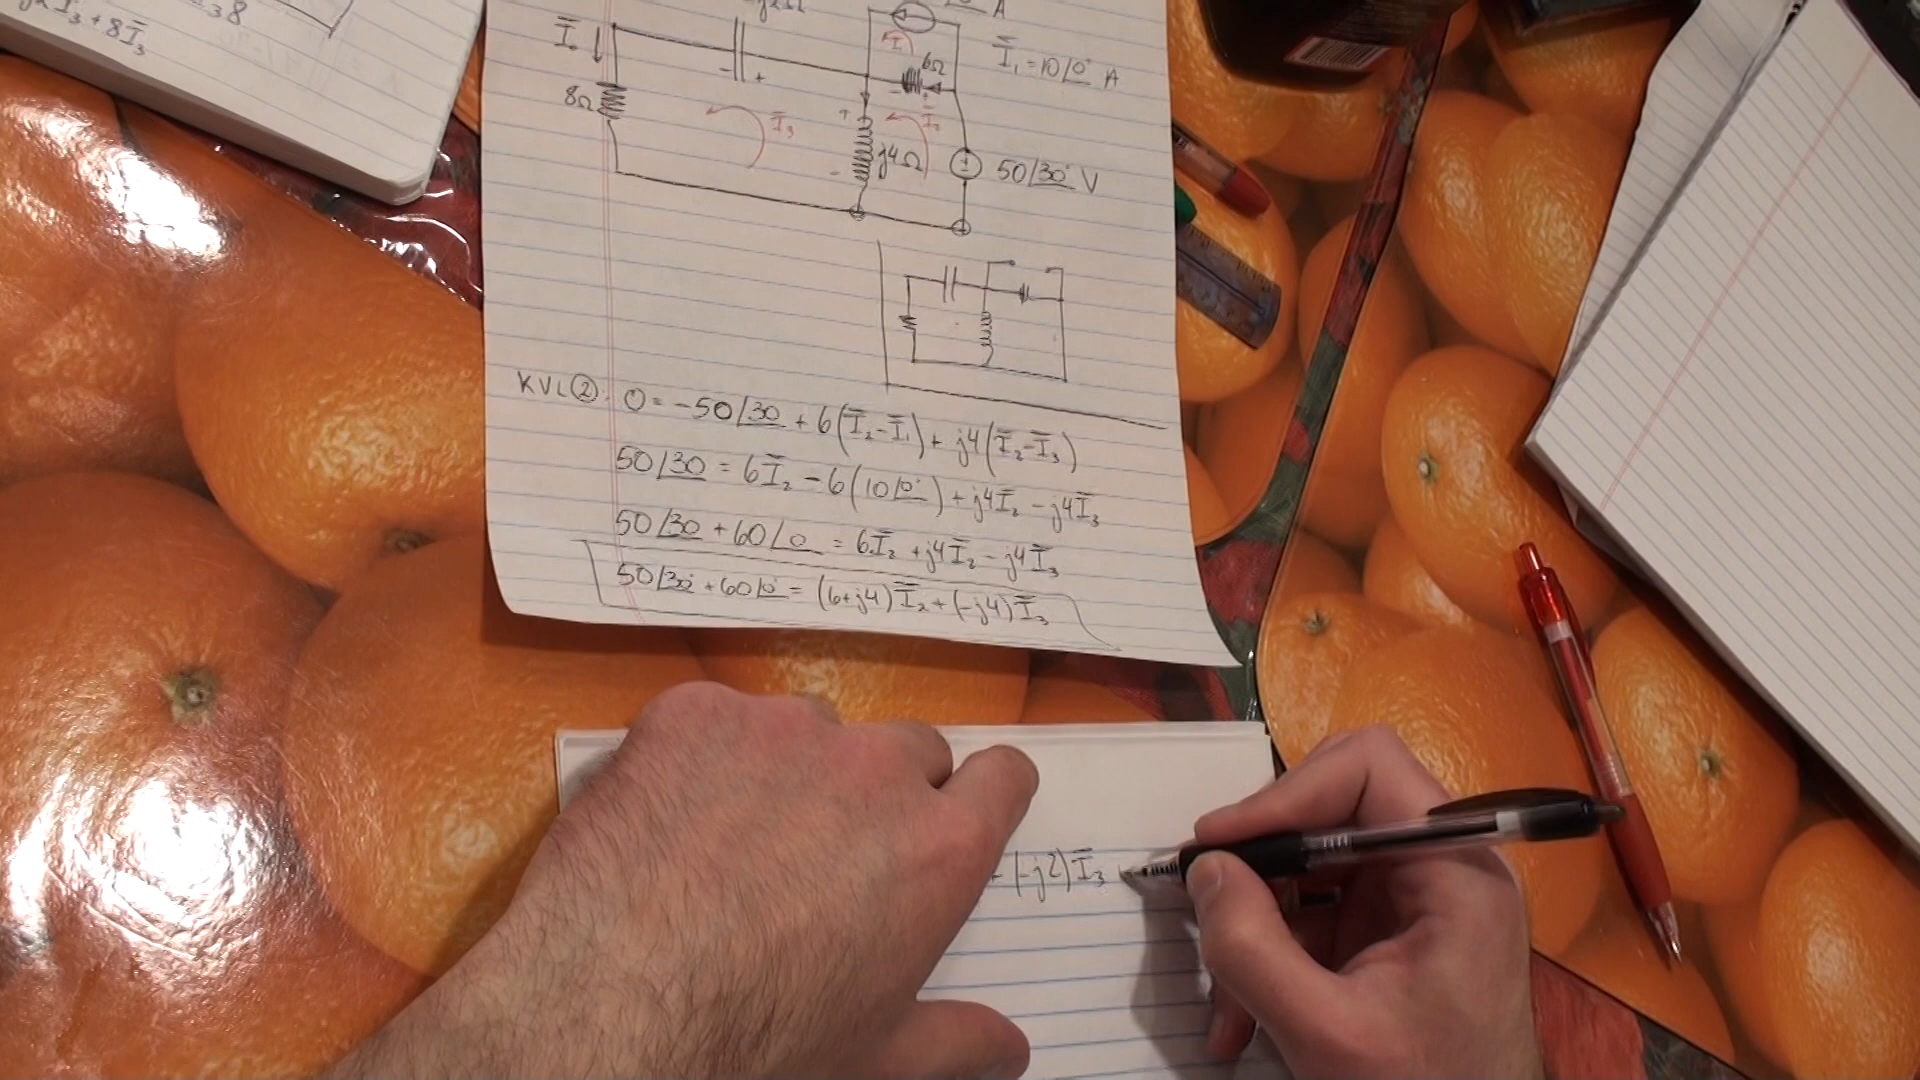 I₃ + 8Ī₃
Ī₀
8Ω
Ī₃
- +
Ī₁
6Ω
- +
Ī₂
+ -
j4Ω
A
Ī₁ = 10∠0° A
50∠30° V
KVL②: 0 = -50∠30 + 6(Ī₂-Ī₁) + j4(Ī₂-Ī₃)
50∠30 = 6Ī₂ - 6(10∠0°) + j4Ī₂ - j4Ī₃
50∠30 + 60∠0 = 6Ī₂ + j4Ī₂ - j4Ī₃
50∠30° + 60∠0° = (6+j4)Ī₂ + (-j4)Ī₃
(-j2)Ī₃